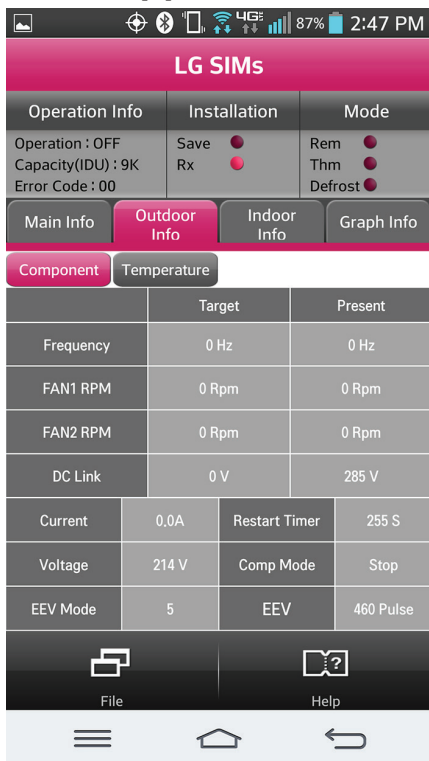 4GE 87% 2:47 PM
LG SIMs
Operation Info Installation Mode
Operation : OFF Save Rem
Capacity(IDU) : 9K Rx Thm
Error Code : 00 Defrost
Main Info Outdoor Info Indoor Info Graph Info
Component Temperature
Target Present
Frequency 0 Hz 0 Hz
FAN1 RPM 0 Rpm 0 Rpm
FAN2 RPM 0 Rpm 0 Rpm
DC Link 0 V 285 V
Current 0.0A Restart Timer 255 S
Voltage 214 V Comp Mode Stop
EEV Mode 5 EEV 460 Pulse
?
File Help